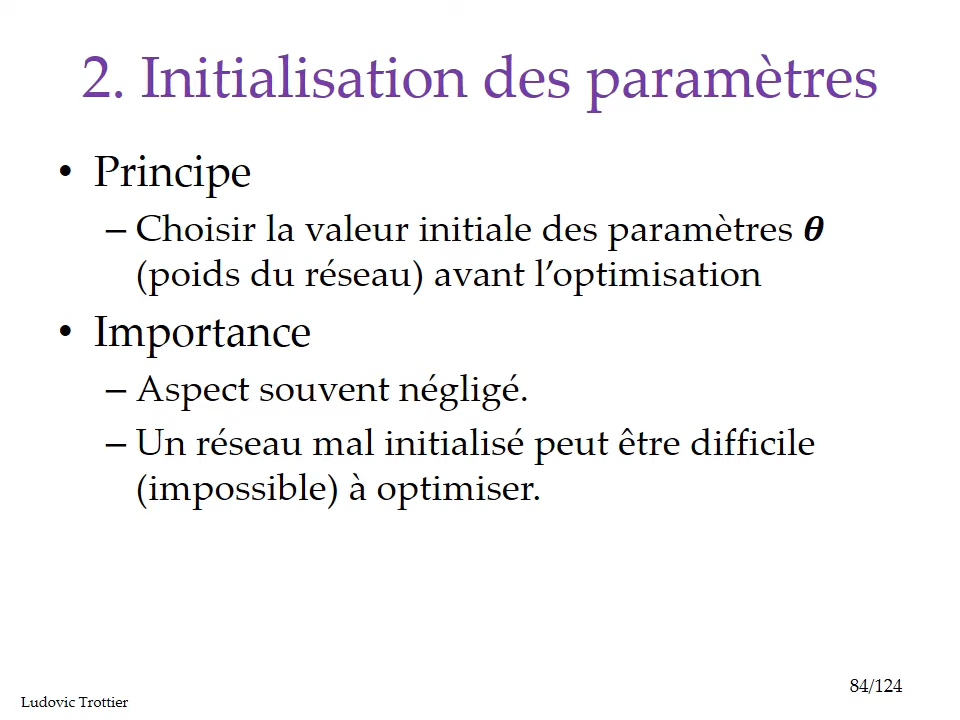 2. Initialisation des paramètres
• Principe
– Choisir la valeur initiale des paramètres θ
(poids du réseau) avant l’optimisation
• Importance
– Aspect souvent négligé.
– Un réseau mal initialisé peut être difficile
(impossible) à optimiser.
84/124
Ludovic Trottier